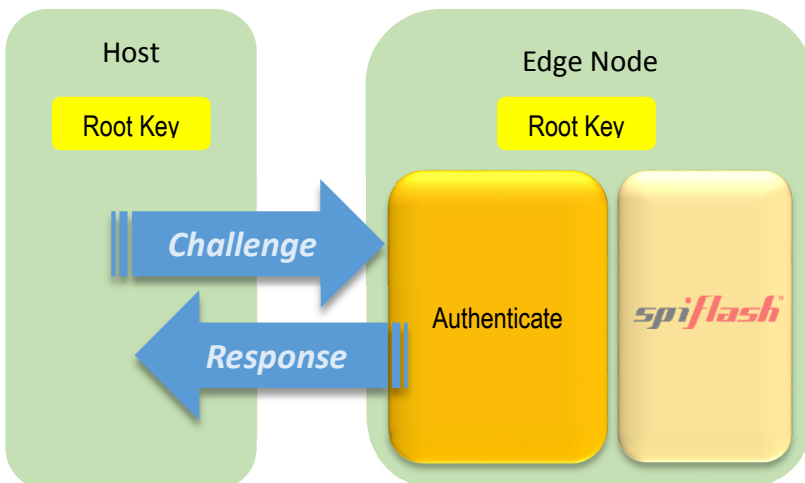 Host
Edge Node
Root Key
Root Key
Challenge
Authenticate
spiflash
Response